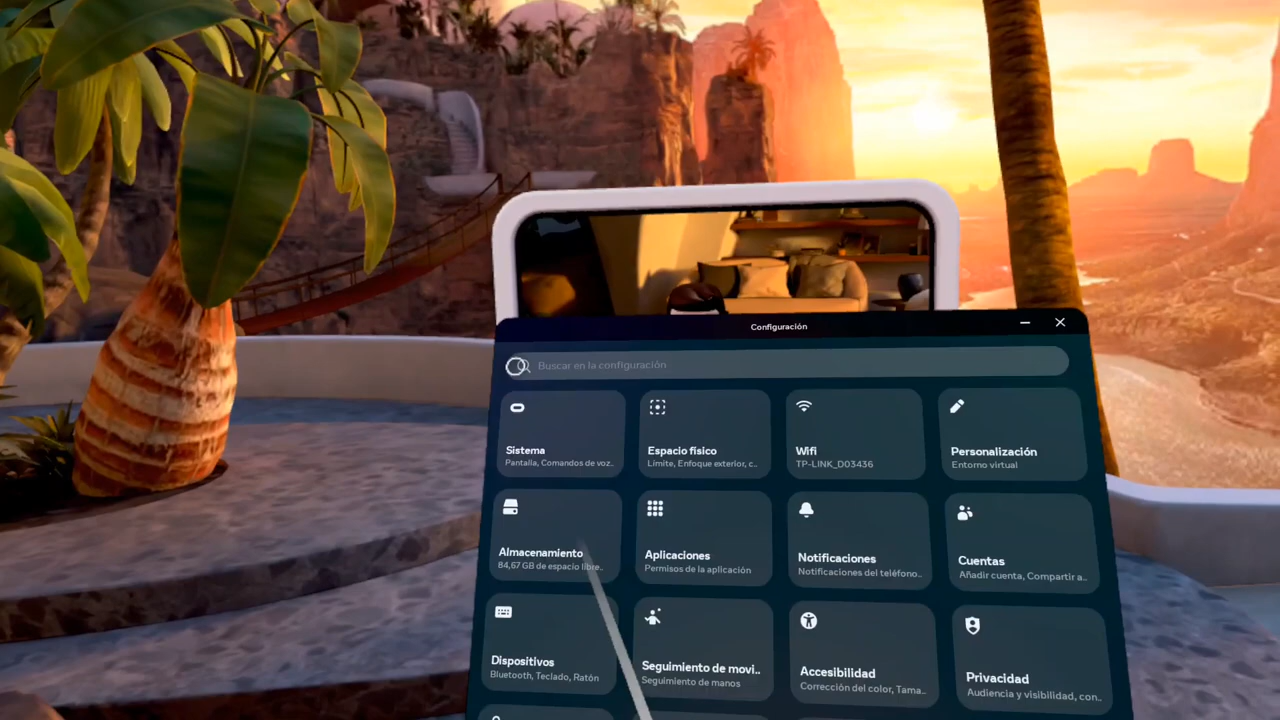 Configuración
Buscar en la configuración
Sistema
Pantalla, Comandos de voz..
Espacio físico
Límite, Enfoque exterior, c..
Wifi
TP-LINK_D03436
Personalización
Entorno virtual
Almacenamiento
84,67 GB de espacio libre..
Aplicaciones
Permisos de la aplicación
Notificaciones
Notificaciones del teléfono..
Cuentas
Añadir cuenta, Compartir a..
Dispositivos
Bluetooth, Teclado, Ratón
Seguimiento de movi..
Seguimiento de manos
Accesibilidad
Corrección del color, Tama..
Privacidad
Audiencia y visibilidad, con..